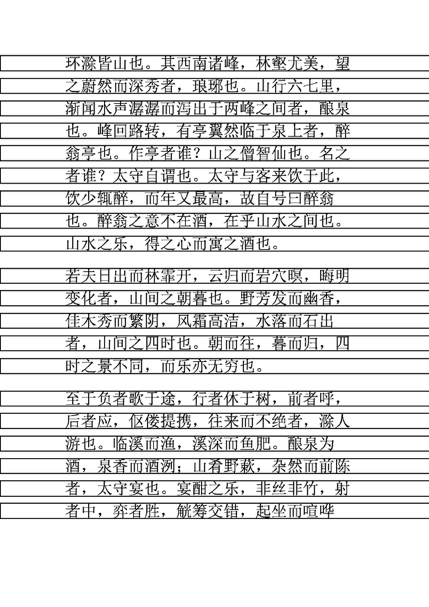 环滁皆山也。其西南诸峰，林壑尤美，望
之蔚然而深秀者，琅琊也。山行六七里，
渐闻水声潺潺而泻出于两峰之间者，酿泉
也。峰回路转，有亭翼然临于泉上者，醉
翁亭也。作亭者谁？山之僧智仙也。名之
者谁？太守自谓也。太守与客来饮于此，
饮少辄醉，而年又最高，故自号曰醉翁
也。醉翁之意不在酒，在乎山水之间也。
山水之乐，得之心而寓之酒也。
若夫日出而林霏开，云归而岩穴暝，晦明
变化者，山间之朝暮也。野芳发而幽香，
佳木秀而繁阴，风霜高洁，水落而石出
者，山间之四时也。朝而往，暮而归，四
时之景不同，而乐亦无穷也。
至于负者歌于途，行者休于树，前者呼，
后者应，伛偻提携，往来而不绝者，滁人
游也。临溪而渔，溪深而鱼肥。酿泉为
酒，泉香而酒洌；山肴野蔌，杂然而前陈
者，太守宴也。宴酣之乐，非丝非竹，射
者中，弈者胜，觥筹交错，起坐而喧哗